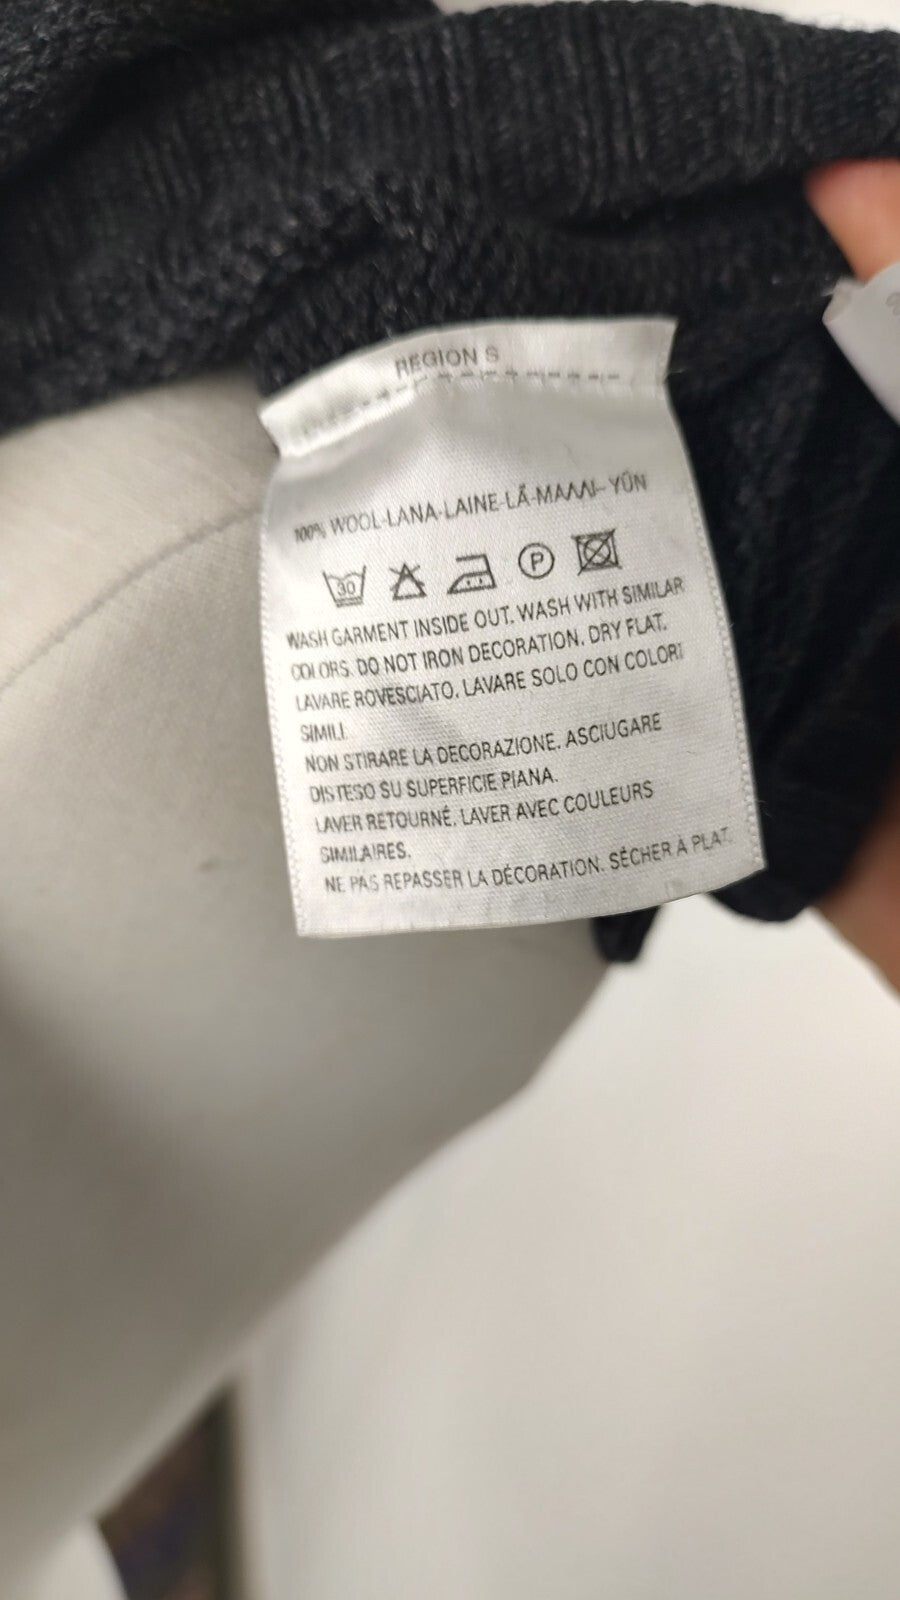 REGION S
100% WOOL-LANA-LAINE-LÃ-ΜΑΛΛΙ-YÜN
30
P
WASH GARMENT INSIDE OUT. WASH WITH SIMILAR
COLORS. DO NOT IRON DECORATION. DRY FLAT.
LAVARE ROVESCIATO. LAVARE SOLO CON COLORI
SIMILI.
NON STIRARE LA DECORAZIONE. ASCIUGARE
DISTESO SU SUPERFICIE PIANA.
LAVER RETOURNÉ. LAVER AVEC COULEURS
SIMILAIRES.
NE PAS REPASSER LA DÉCORATION. SÉCHER À PLAT.